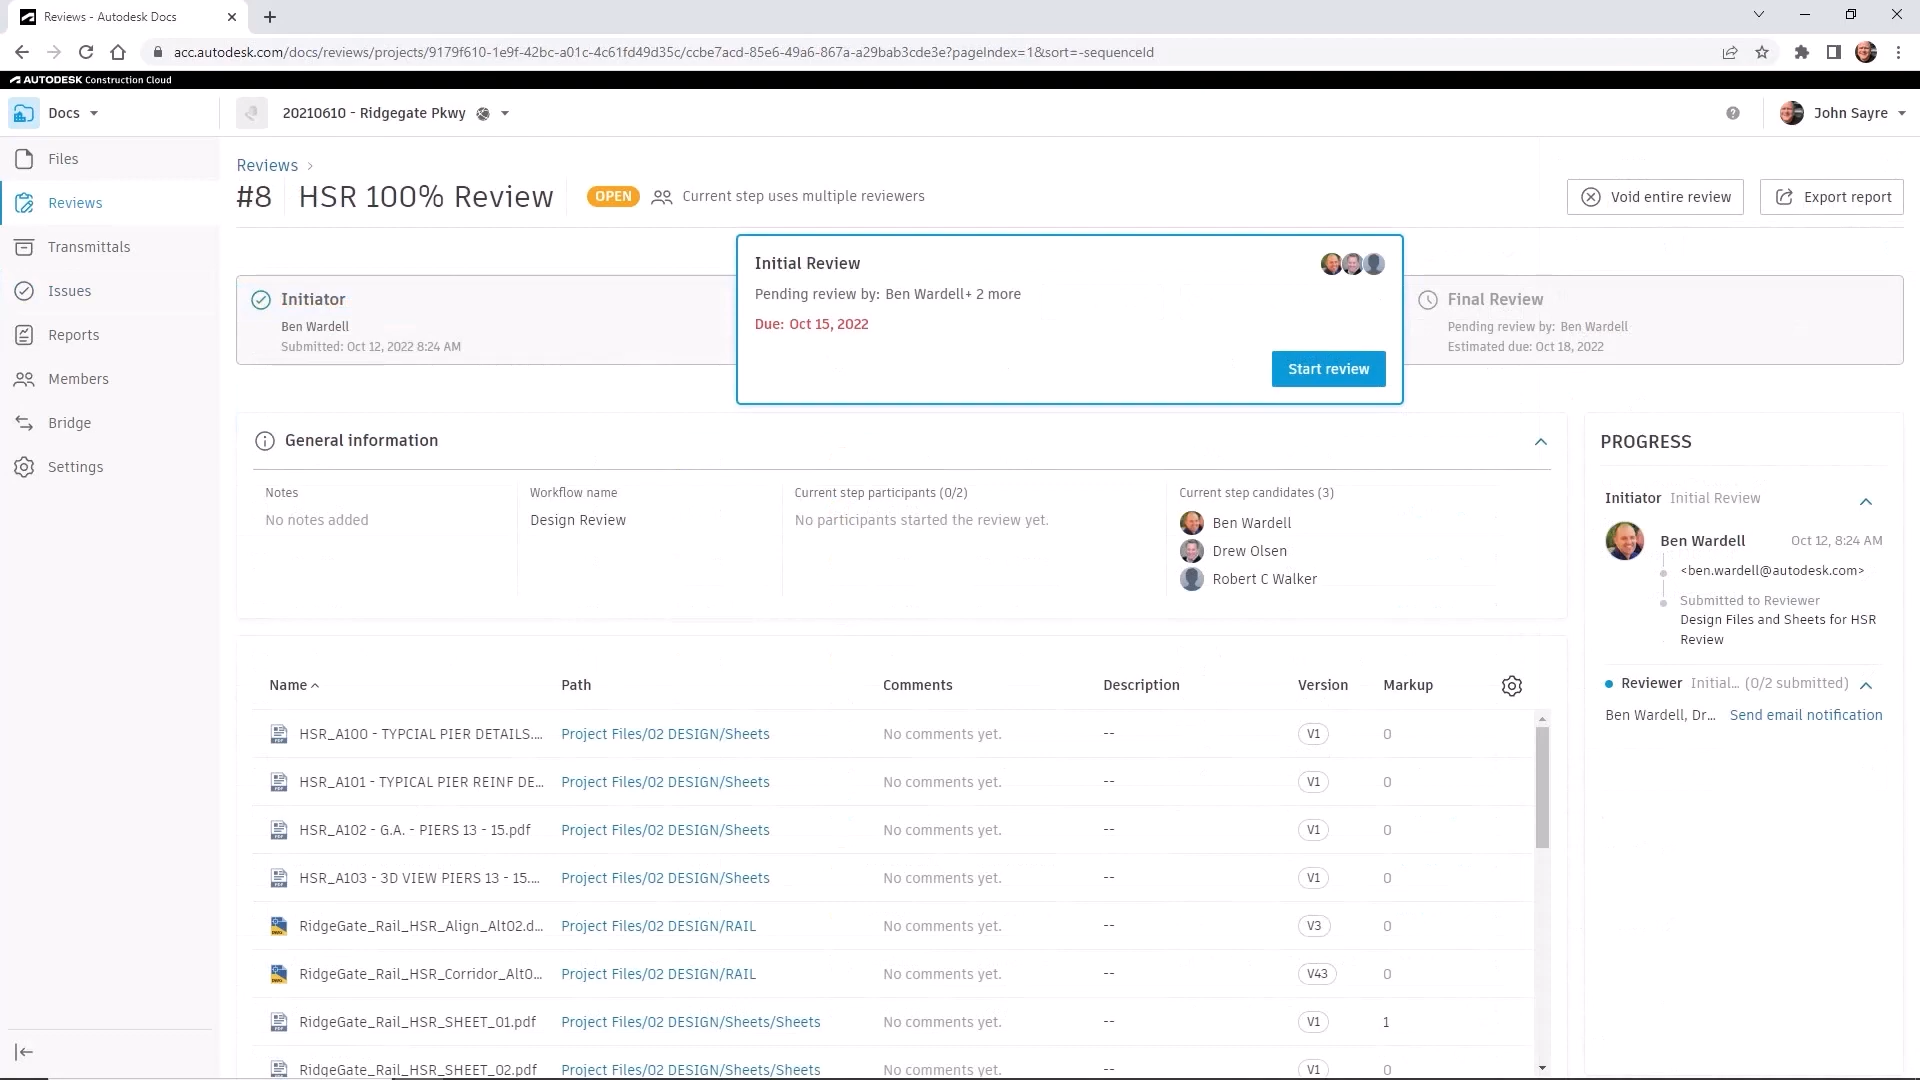 Reviews - Autodesk Docs
acc.autodesk.com/docs/reviews/projects/9179f610-1e9f-42bc-a01c-4c61fd49d35c/ccbe7acd-85e6-49a6-867a-a29bab3cde3e?pageIndex=1&sort=-sequenceId
AUTODESK Construction Cloud
Docs
20210610 - Ridgegate Pkwy
John Sayre
Files
Reviews
Transmittals
Issues
Reports
Members
Bridge
Settings
Reviews >
#8 HSR 100% Review OPEN Current step uses multiple reviewers
Void entire review
Export report
Initiator
Ben Wardell
Submitted: Oct 12, 2022 8:24 AM
Initial Review
Pending review by: Ben Wardell+ 2 more
Due: Oct 15, 2022
Start review
Final Review
Pending review by: Ben Wardell
Estimated due: Oct 18, 2022
General information
Notes
No notes added
Workflow name
Design Review
Current step participants (0/2)
No participants started the review yet.
Current step candidates (3)
Ben Wardell
Drew Olsen
Robert C Walker
Name Path Comments Description Version Markup
HSR_A100 - TYPCIAL PIER DETAILS.... Project Files/02 DESIGN/Sheets No comments yet. -- V1 0
HSR_A101 - TYPICAL PIER REINF DE... Project Files/02 DESIGN/Sheets No comments yet. -- V1 0
HSR_A102 - G.A. - PIERS 13 - 15.pdf Project Files/02 DESIGN/Sheets No comments yet. -- V1 0
HSR_A103 - 3D VIEW PIERS 13 - 15.... Project Files/02 DESIGN/Sheets No comments yet. -- V1 0
RidgeGate_Rail_HSR_Align_Alt02.d... Project Files/02 DESIGN/RAIL No comments yet. -- V3 0
RidgeGate_Rail_HSR_Corridor_Alt0... Project Files/02 DESIGN/RAIL No comments yet. -- V43 0
RidgeGate_Rail_HSR_SHEET_01.pdf Project Files/02 DESIGN/Sheets/Sheets No comments yet. -- V1 1
RidgeGate_Rail_HSR_SHEET_02.pdf Project Files/02 DESIGN/Sheets/Sheets No comments yet. -- V1 0
PROGRESS
Initiator Initial Review
Ben Wardell Oct 12, 8:24 AM
<ben.wardell@autodesk.com>
Submitted to Reviewer
Design Files and Sheets for HSR
Review
Reviewer Initial... (0/2 submitted)
Ben Wardell, Dr... Send email notification